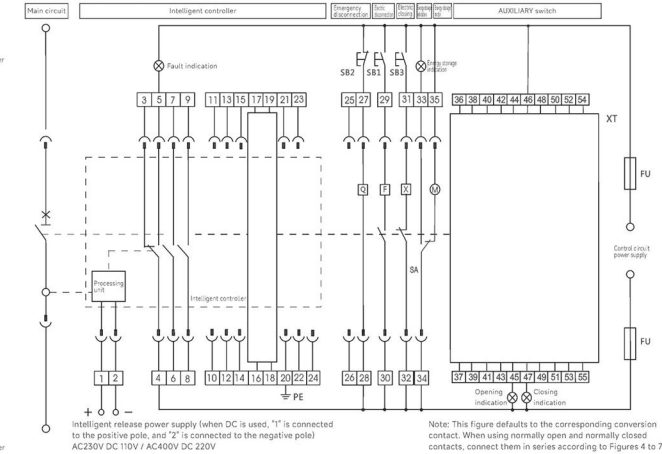 Main circuit
Intelligent controller
Emergency
disconnection
Electric
disconnection
Electric
closing
Energy storage
AUXILIARY switch
er
Fault indication
SB2
SB1
SB3
Energy storage
indication
3 5 7 9
11 13 15 17 19 21 23
25 27
29
31 33 35
36 38 40 42 44 46 48 50 52 54
XT
FU
Q
F
X
M
Control circuit
power supply
SA
Processing
unit
Intelligent controller
FU
1 2
4 6 8
10 12 14 16 18 20 22 24
26 28
30
32 34
37 39 41 43 45 47 49 51 53 55
PE
Opening
indication
Closing
indication
+ –
Intelligent release power supply (when DC is used, "1" is connected
to the positive pole, and "2" is connected to the negative pole)
AC230V DC 110V / AC400V DC 220V
Note: This figure defaults to the corresponding conversion
contact. When using normally open and normally closed
contacts, connect them in series according to Figures 4 to 7
er